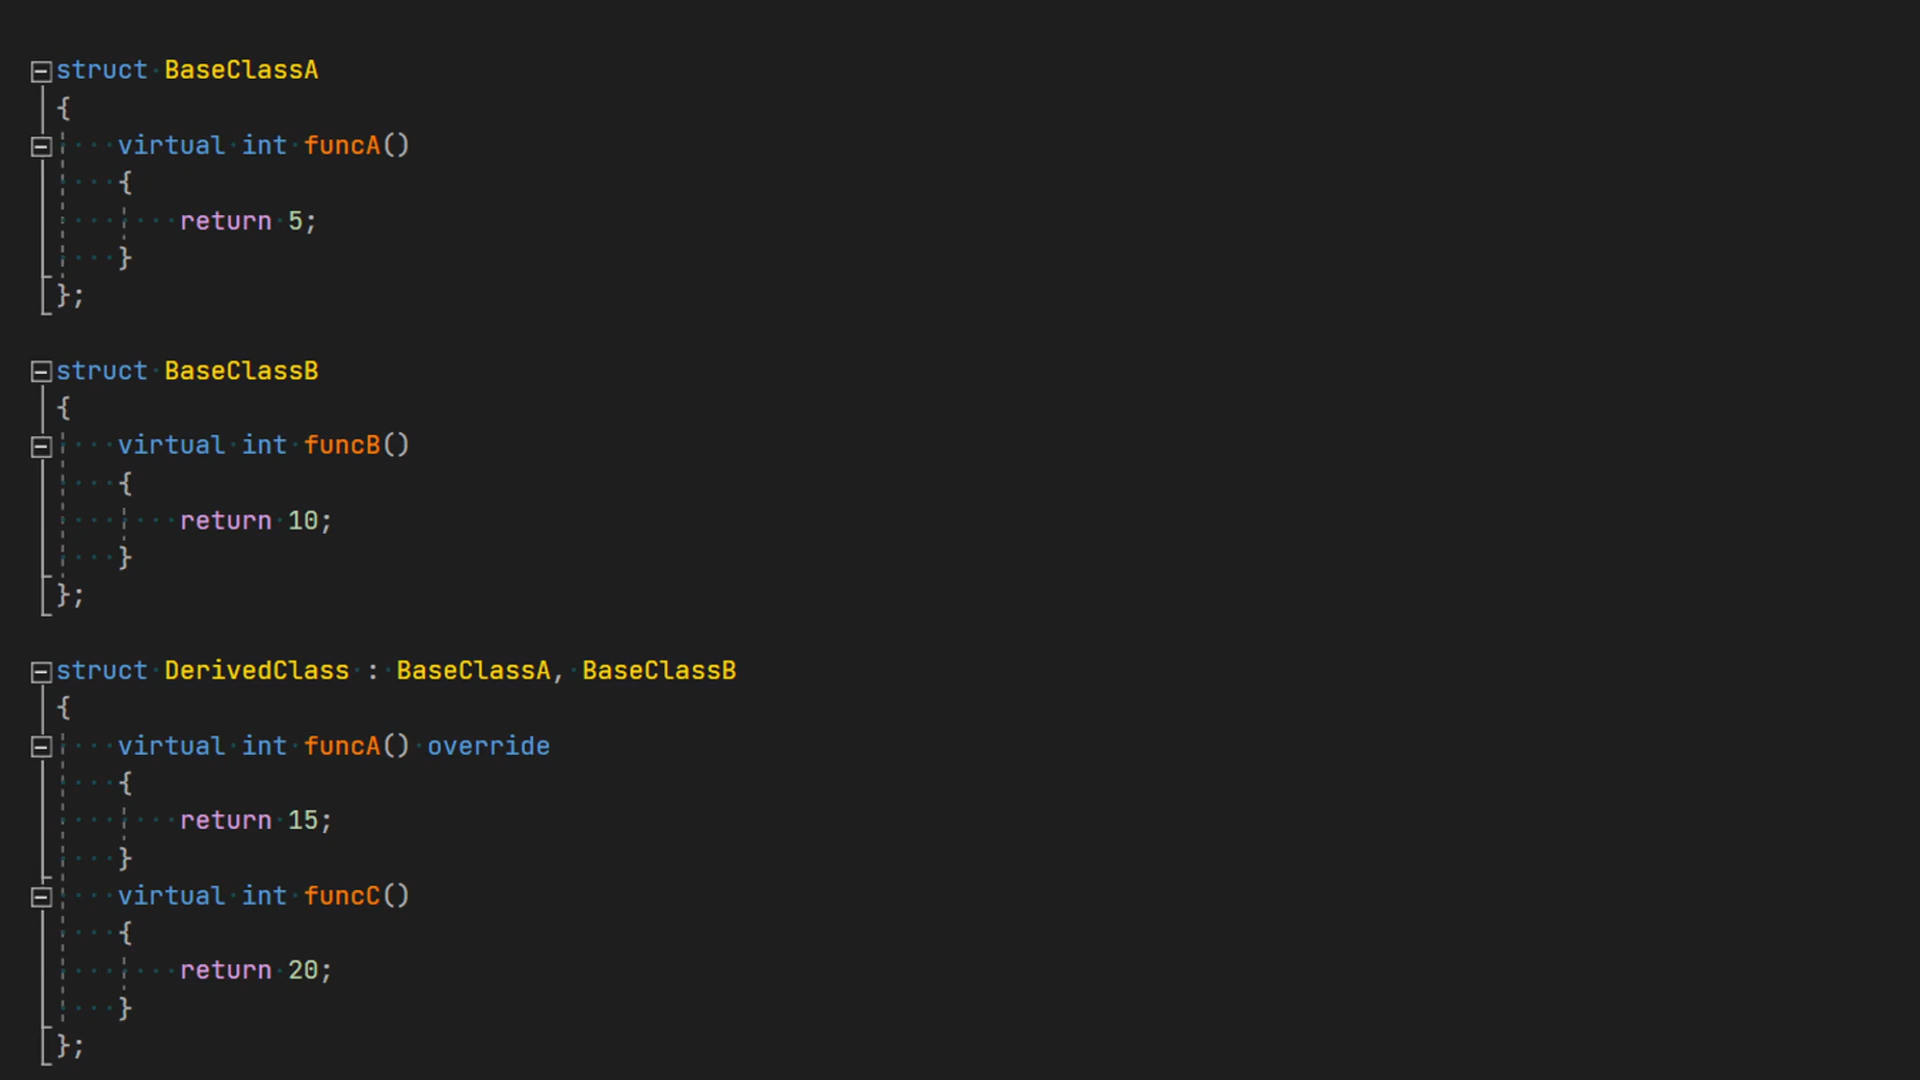 struct BaseClassA
{
    virtual int funcA()
    {
        return 5;
    }
};
struct BaseClassB
{
    virtual int funcB()
    {
        return 10;
    }
};
struct DerivedClass : BaseClassA, BaseClassB
{
    virtual int funcA() override
    {
        return 15;
    }
    virtual int funcC()
    {
        return 20;
    }
};